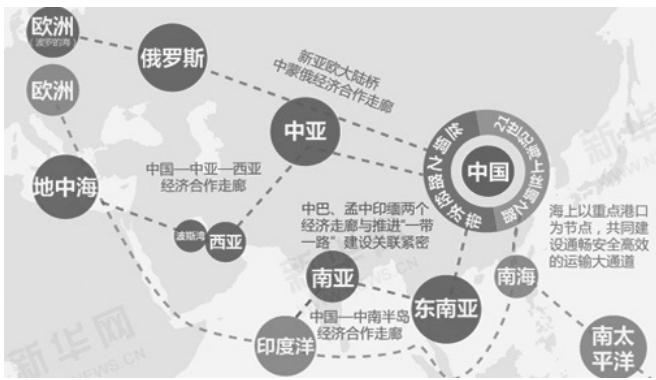 欧洲
(波罗的海)
俄罗斯
新亚欧大陆桥
中蒙俄经济合作走廊
欧洲
中亚
丝绸之路经济带
21世纪海上丝绸之路
中国
中国—中亚—西亚
经济合作走廊
地中海
波斯湾
西亚
中巴、孟中印缅两个
经济走廊与推进“一带
一路”建设关联紧密
海上以重点港口
为节点，共同建
设通畅安全高效
的运输大通道
南亚
东南亚
南海
中国—中南半岛
经济合作走廊
印度洋
南太
平洋
新华网
NEWS.CN
新华